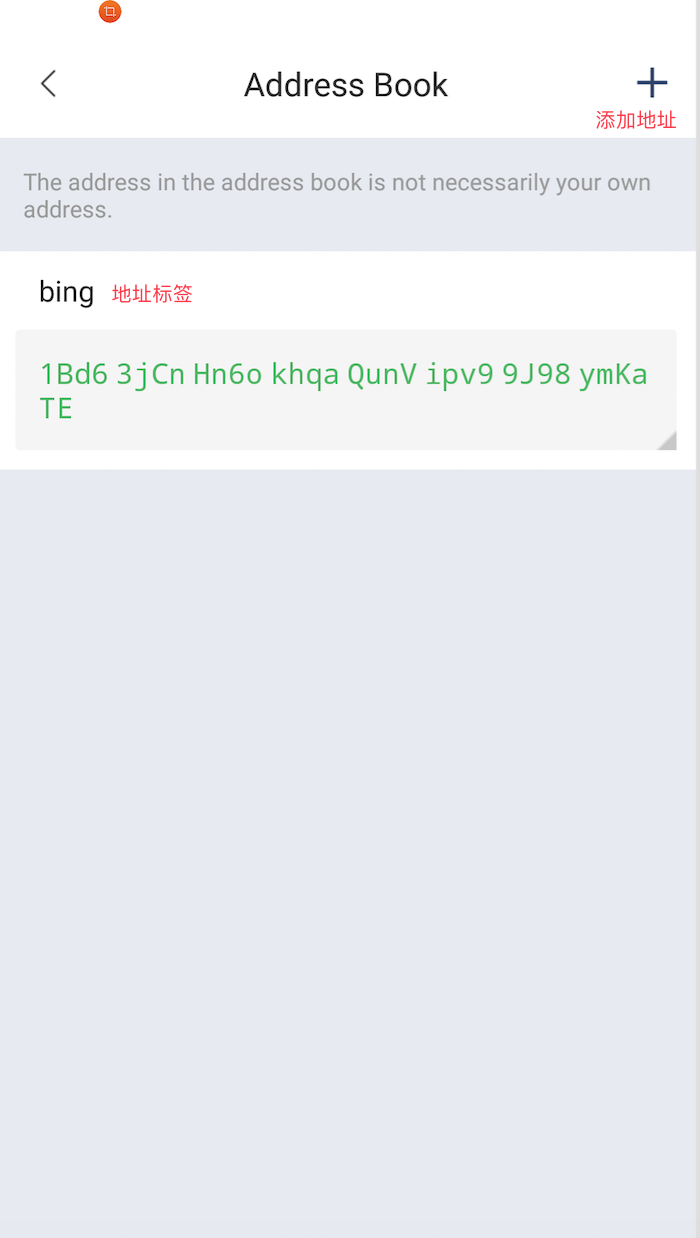 Address Book
添加地址
The address in the address book is not necessarily your own
address.
bing 地址标签
1Bd6 3jCn Hn6o khqa QunV ipv9 9J98 ymKa
TE